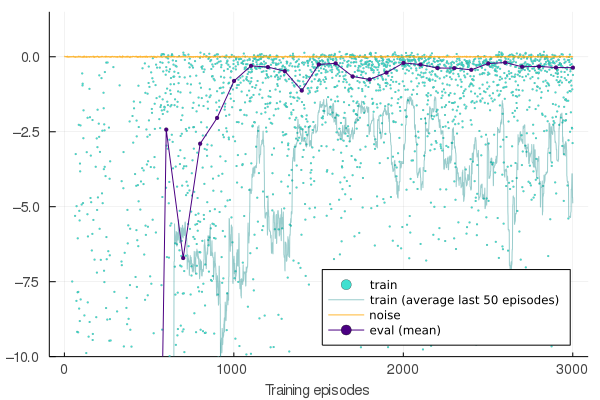 0.0
−2.5
−5.0
−7.5
−10.0
0
1000
2000
3000
Training episodes
train
train (average last 50 episodes)
noise
eval (mean)